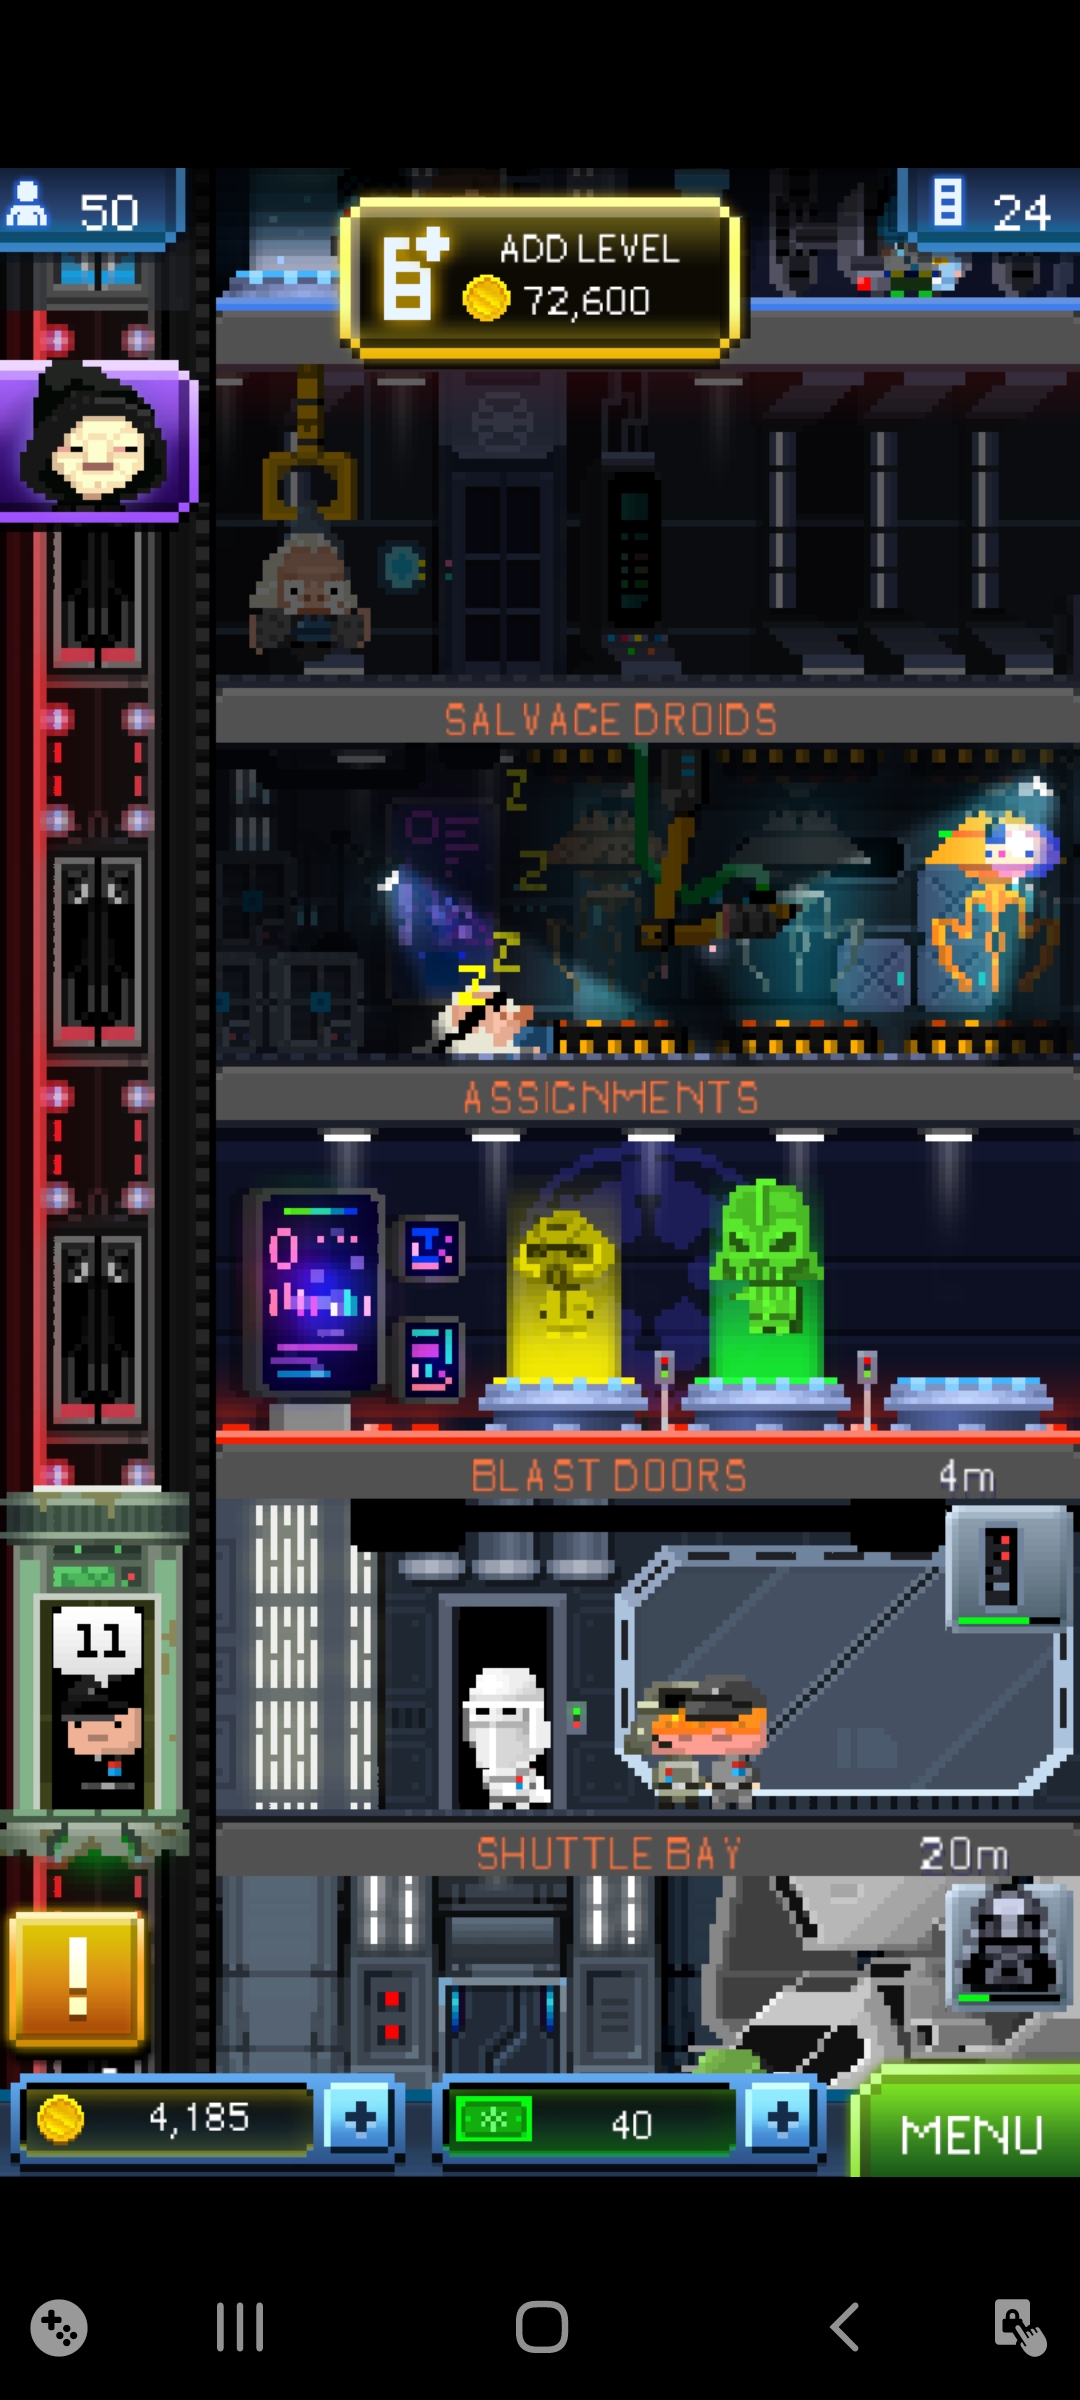 50
24
ADD LEVEL
72,600
SALVAGE DROIDS
Z
Z
Z
Z
ASSIGNMENTS
BLAST DOORS 4m
11
SHUTTLE BAY 20m
!
4,185
40
MENU